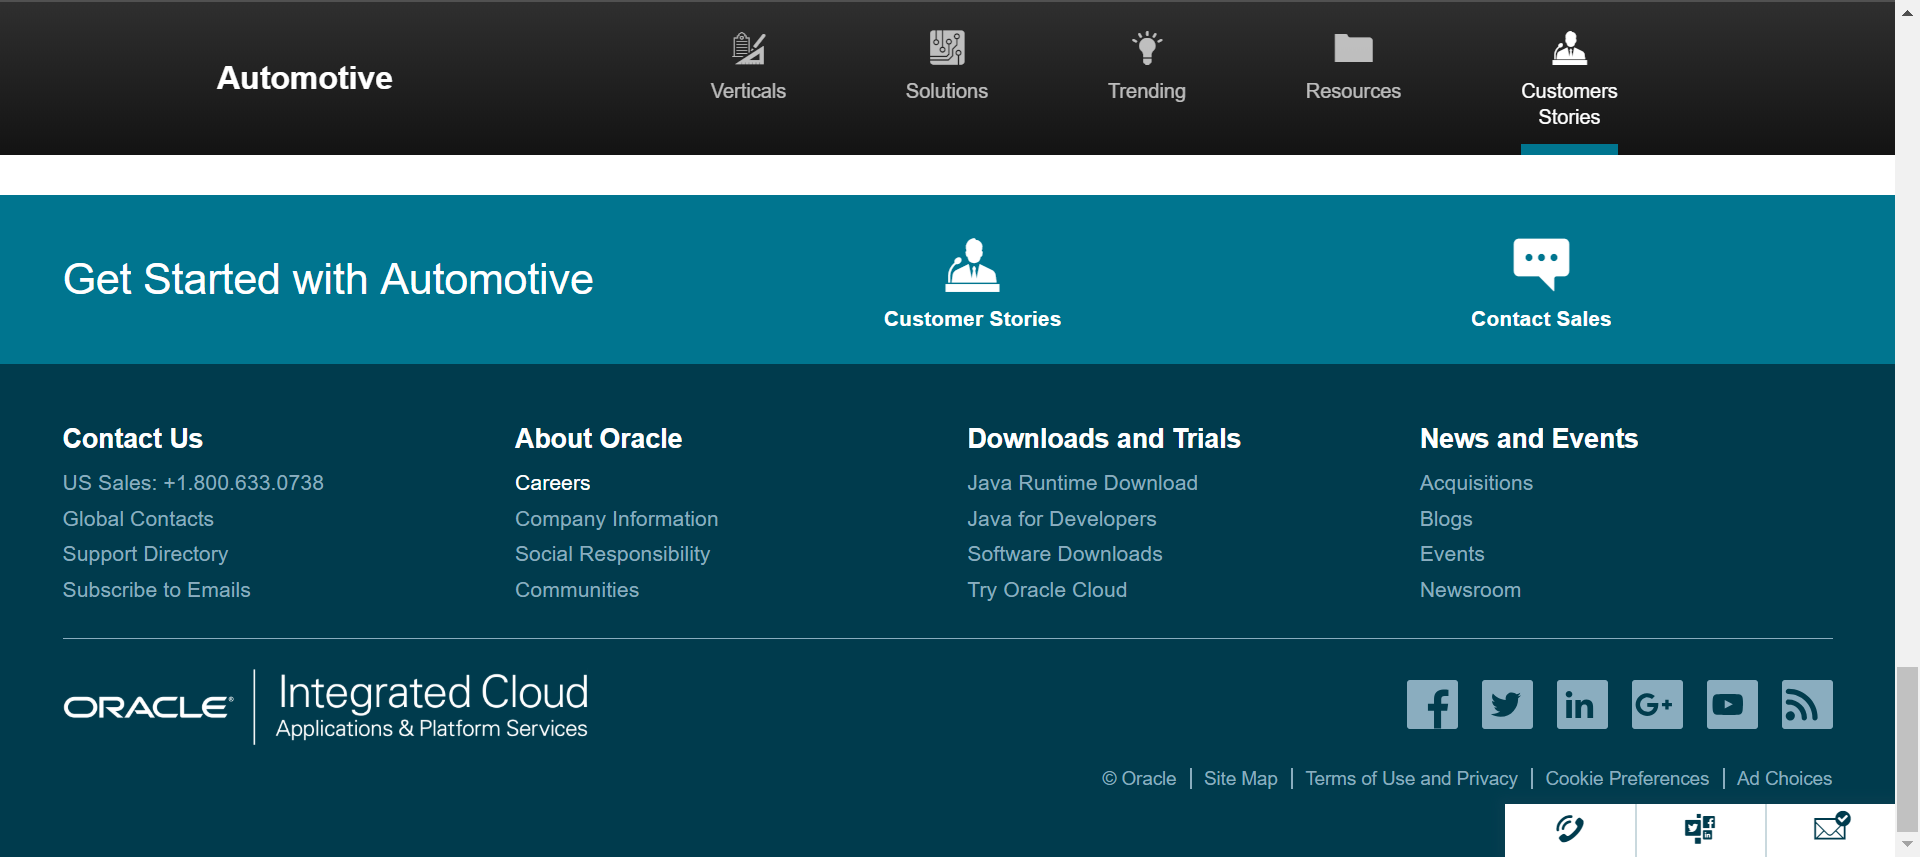 Automotive
Verticals
Solutions
Trending
Resources
Customers
Stories
Get Started with Automotive
Customer Stories
Contact Sales
Contact Us
US Sales: +1.800.633.0738
Global Contacts
Support Directory
Subscribe to Emails
About Oracle
Careers
Company Information
Social Responsibility
Communities
Downloads and Trials
Java Runtime Download
Java for Developers
Software Downloads
Try Oracle Cloud
News and Events
Acquisitions
Blogs
Events
Newsroom
ORACLE®
Integrated Cloud
Applications & Platform Services
© Oracle | Site Map | Terms of Use and Privacy | Cookie Preferences | Ad Choices